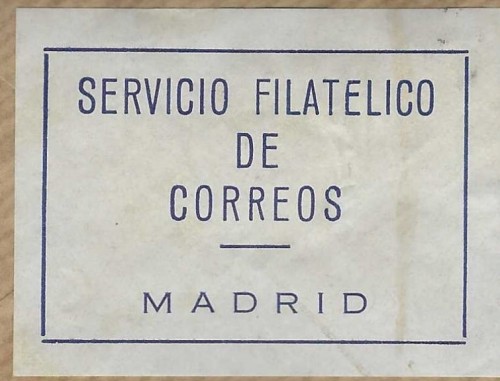 SERVICIO FILATELICO
DE
CORREOS
MADRID